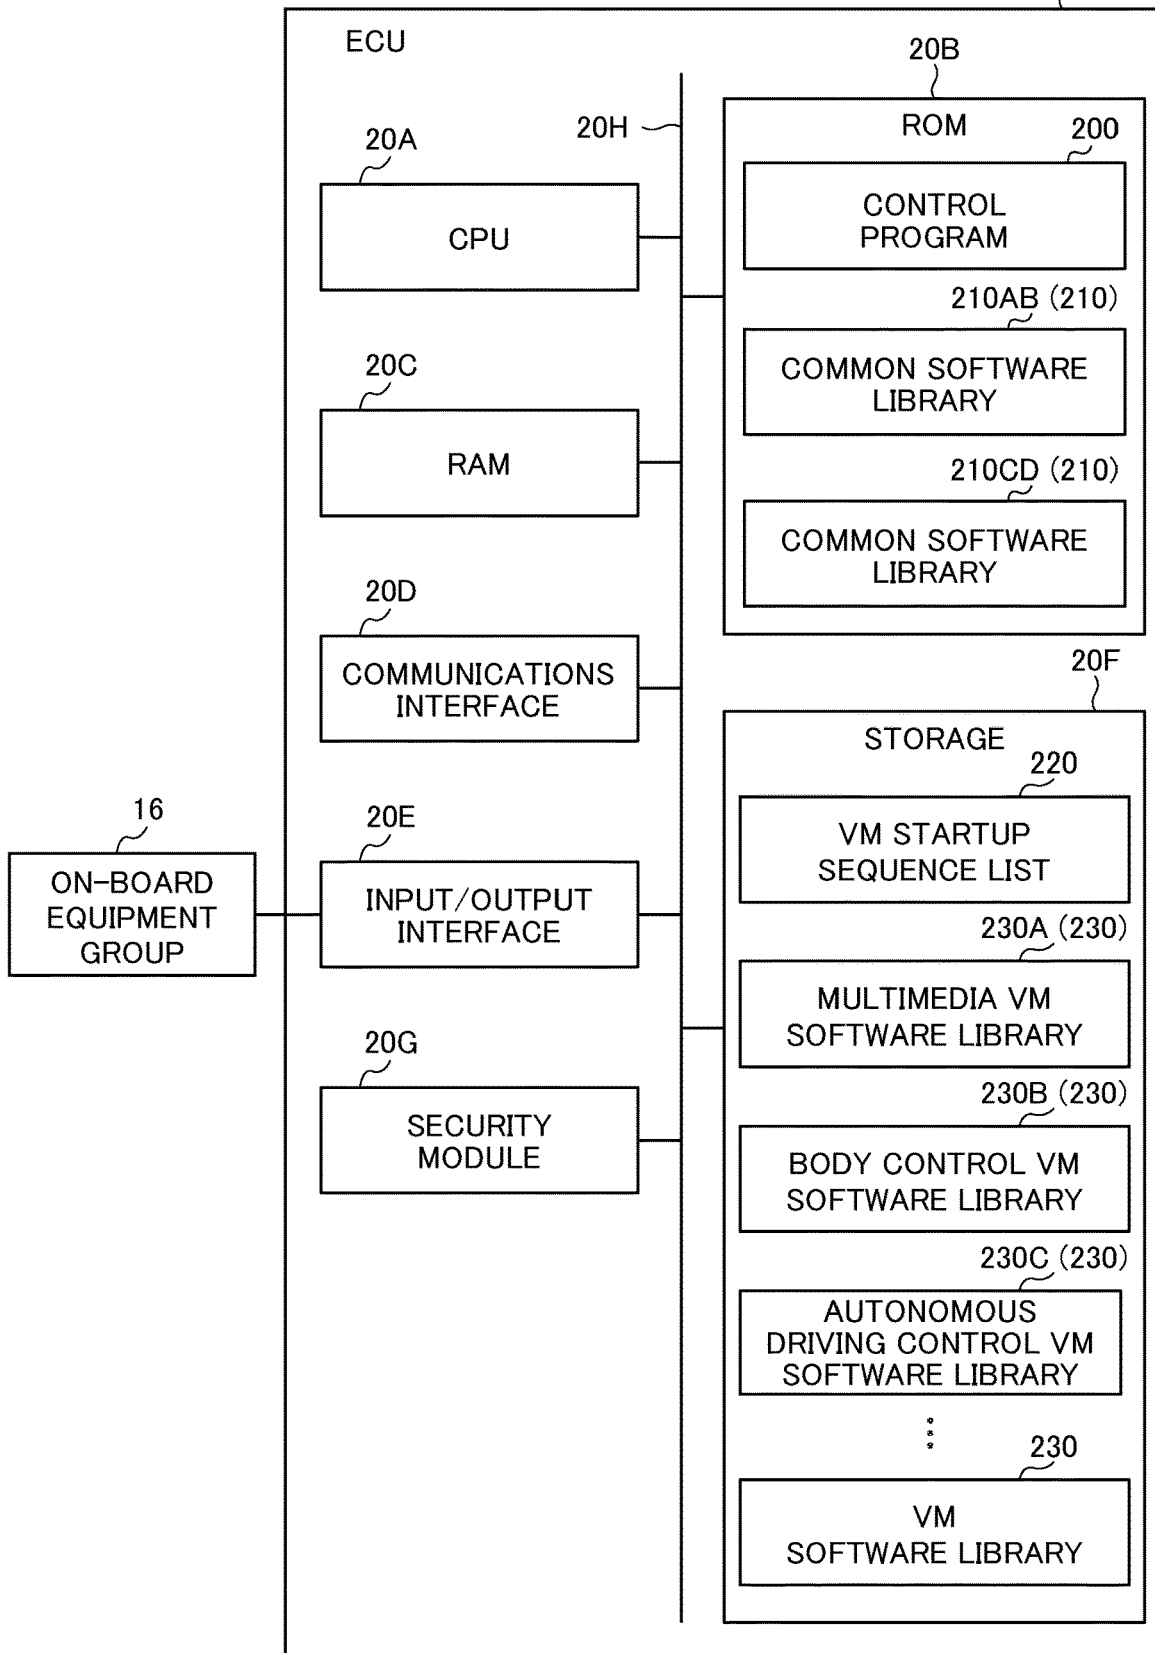 ECU
20A
CPU
20C
RAM
20D
COMMUNICATIONS
INTERFACE
16
ON-BOARD
EQUIPMENT
GROUP
20E
INPUT/OUTPUT
INTERFACE
20G
SECURITY
MODULE
20H
20B
ROM
200
CONTROL
PROGRAM
210AB (210)
COMMON SOFTWARE
LIBRARY
210CD (210)
COMMON SOFTWARE
LIBRARY
20F
STORAGE
220
VM STARTUP
SEQUENCE LIST
230A (230)
MULTIMEDIA VM
SOFTWARE LIBRARY
230B (230)
BODY CONTROL VM
SOFTWARE LIBRARY
230C (230)
AUTONOMOUS
DRIVING CONTROL VM
SOFTWARE LIBRARY
230
VM
SOFTWARE LIBRARY